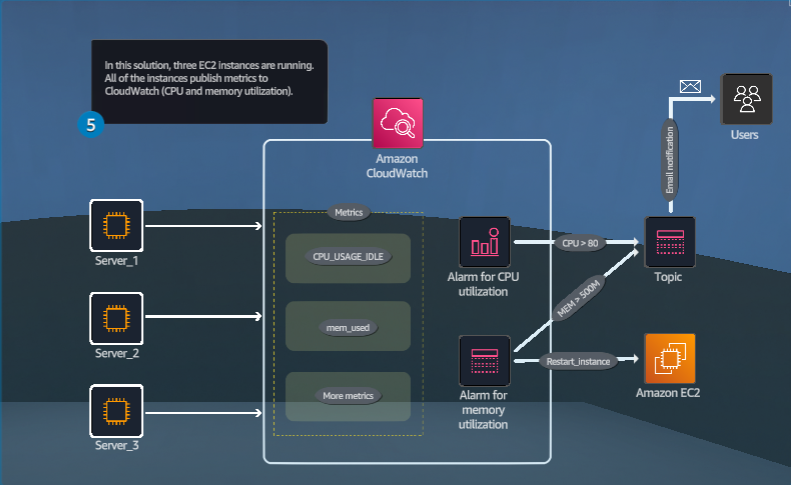 In this solution, three EC2 instances are running.
All of the instances publish metrics to
CloudWatch (CPU and memory utilization).
5
Amazon
CloudWatch
Users
Email notification
Metrics
Server_1
CPU_USAGE_IDLE
Alarm for CPU
utilization
CPU > 80
Topic
MEM > 500M
Server_2
mem_used
Restart_instance
Amazon EC2
Server_3
More metrics
Alarm for
memory
utilization